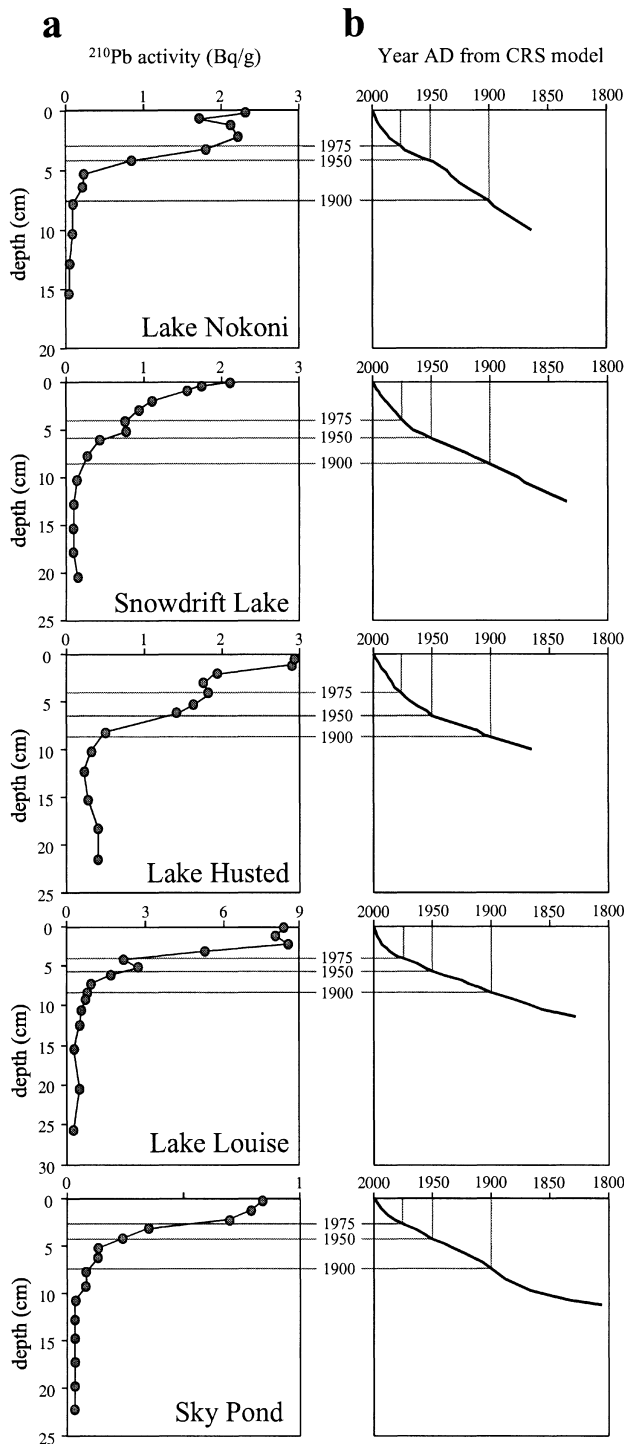 a b
²¹⁰Pb activity (Bq/g) Year AD from CRS model
0 1 2 3 2000 1950 1900 1850 1800
0
5
10
15
20
depth (cm)
1975
1950
1900
Lake Nokoni
0 1 2 3 2000 1950 1900 1850 1800
0
5
10
15
20
25
depth (cm)
1975
1950
1900
Snowdrift Lake
0 1 2 3 2000 1950 1900 1850 1800
0
5
10
15
20
25
depth (cm)
1975
1950
1900
Lake Husted
0 3 6 9 2000 1950 1900 1850 1800
0
5
10
15
20
25
30
depth (cm)
1975
1950
1900
Lake Louise
0 1 2000 1950 1900 1850 1800
0
5
10
15
20
25
depth (cm)
1975
1950
1900
Sky Pond